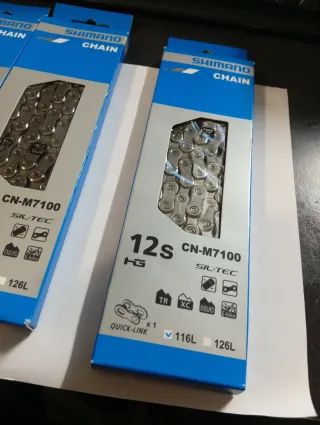 SHIMANO
CHAIN
CN-M7100
SIL-TEC
126L
SHIMANO
CHAIN
12S
HG
CN-M7100
SIL-TEC
TR
XC
QUICK-LINK x 1
116L
126L